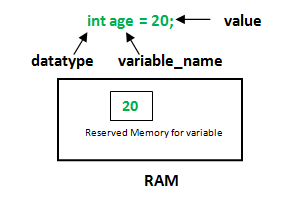 int age = 20; value
datatype variable_name
20
Reserved Memory for variable
RAM